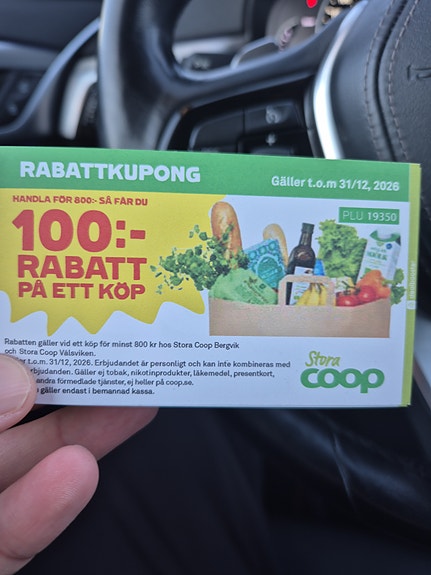 RABATTKUPONG
Gäller t.o.m 31/12, 2026
HANDLA FÖR 800:- SÅ FÅR DU
100:-
RABATT
PÅ ETT KÖP
PLU 19350
Rabatten gäller vid ett köp för minst 800 kr hos Stora Coop Bergvik
och Stora Coop Välsviken.
t.o.m. 31/12, 2026. Erbjudandet är personligt och kan inte kombineras med
erbjudanden. Gäller ej tobak, nikotinprodukter, läkemedel, presentkort,
andra förmedlade tjänster, ej heller på coop.se.
gäller endast i bemannad kassa.
Stora
coop